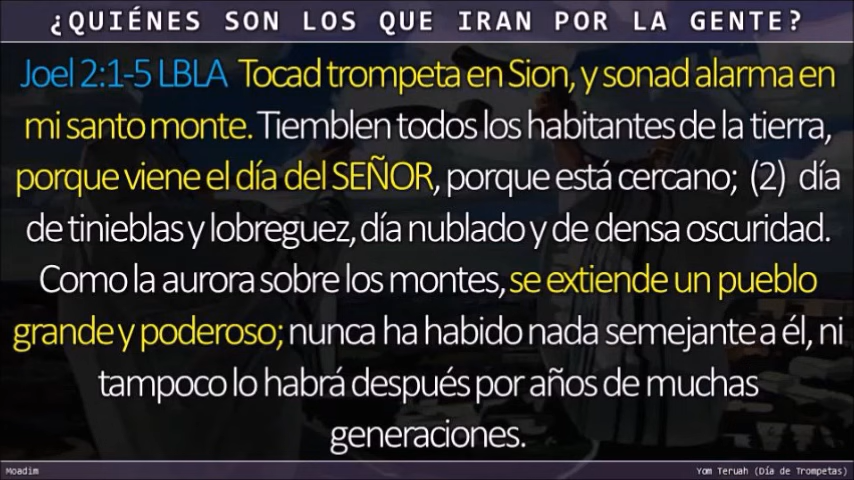 ¿QUIÉNES SON LOS QUE IRAN POR LA GENTE?
Joel 2:1-5 LBLA Tocad trompeta en Sion, y sonad alarma en
mi santo monte. Tiemblen todos los habitantes de la tierra,
porque viene el día del SEÑOR, porque está cercano; (2) día
de tinieblas y lobreguez, día nublado y de densa oscuridad.
Como la aurora sobre los montes, se extiende un pueblo
grande y poderoso; nunca ha habido nada semejante a él, ni
tampoco lo habrá después por años de muchas
generaciones.
Moadim
Yom Teruah (Día de Trompetas)